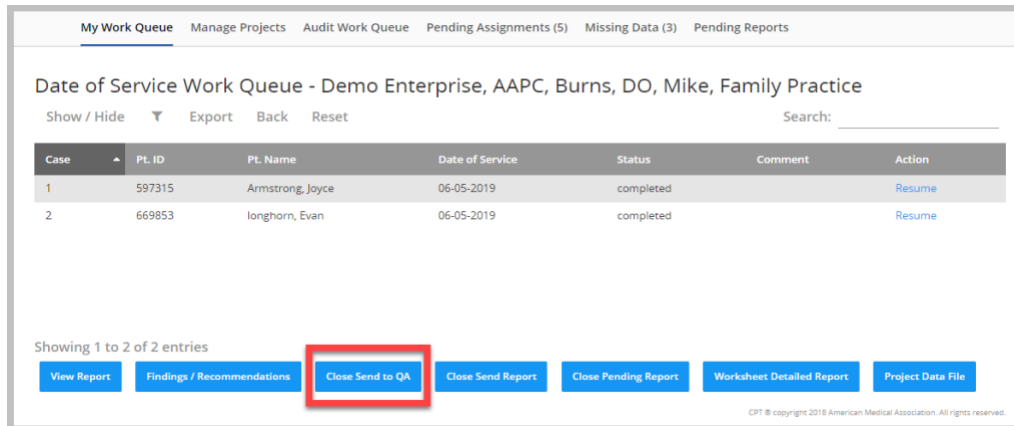 My Work Queue Manage Projects Audit Work Queue Pending Assignments (5) Missing Data (3) Pending Reports
Date of Service Work Queue - Demo Enterprise, AAPC, Burns, DO, Mike, Family Practice
Show / Hide Export Back Reset Search:
Case Pt. ID Pt. Name Date of Service Status Comment Action
1 597315 Armstrong, Joyce 06-05-2019 completed Resume
2 669853 longhorn, Evan 06-05-2019 completed Resume
Showing 1 to 2 of 2 entries
View Report Findings / Recommendations Close Send to QA Close Send Report Close Pending Report Worksheet Detailed Report Project Data File
CPT ® copyright 2018 American Medical Association. All rights reserved.